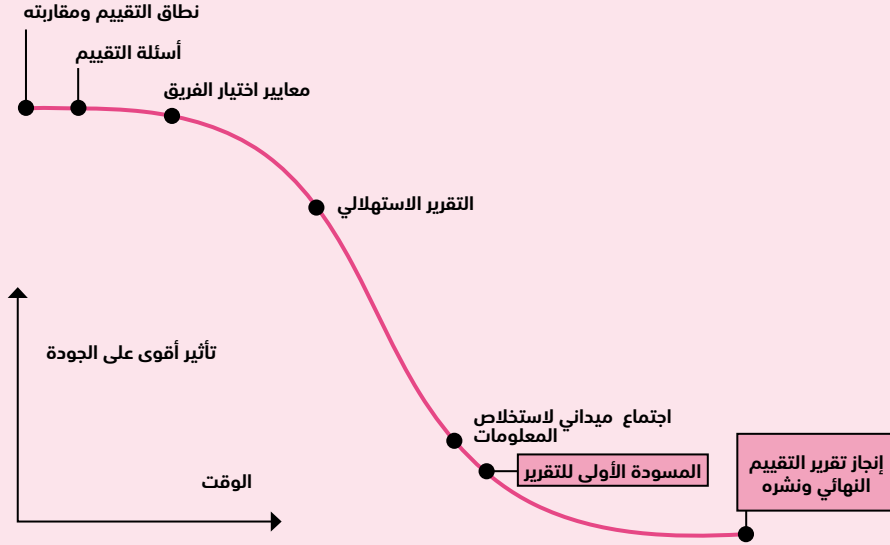 نطاق التقييم ومقاربته
أسئلة التقييم
معايير اختيار الفريق
التقرير الاستهلالي
تأثير أقوى على الجودة
اجتماع ميداني لاستخلاص
المعلومات
المسودة الأولى للتقرير
إنجاز تقرير التقييم
النهائي ونشره
الوقت